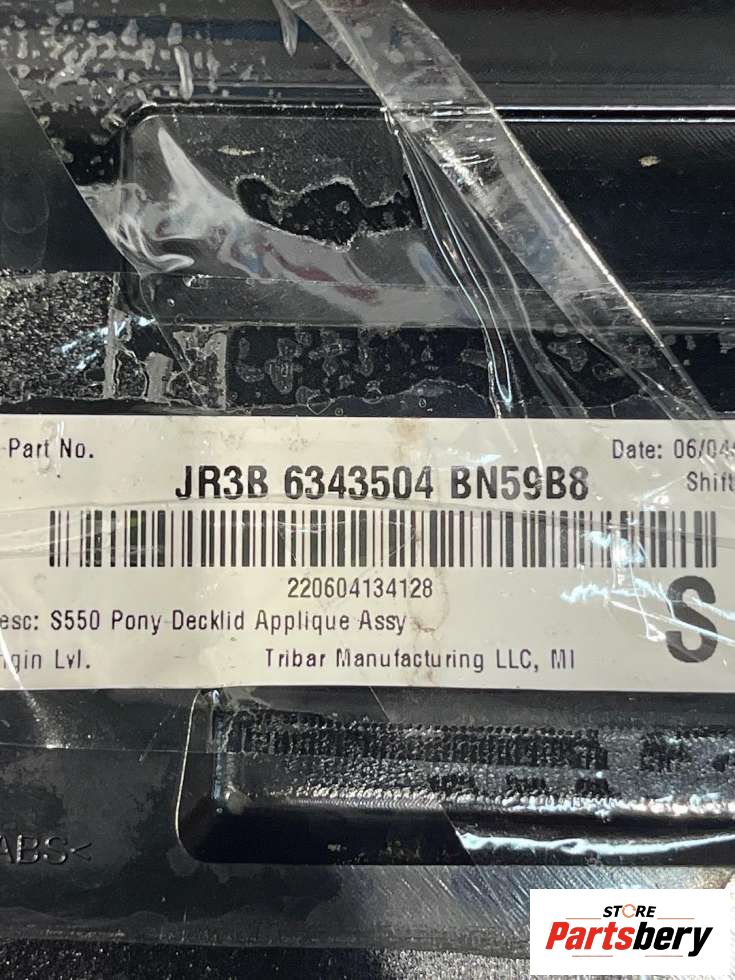 Part No.
Date: 06/04
JR3B 6343504 BN59B8
Shift
220604134128
esc: S550 Pony Decklid Applique Assy
S
ngin Lvl.
Tribar Manufacturing LLC, MI
ABS<
STORE
Partsbery